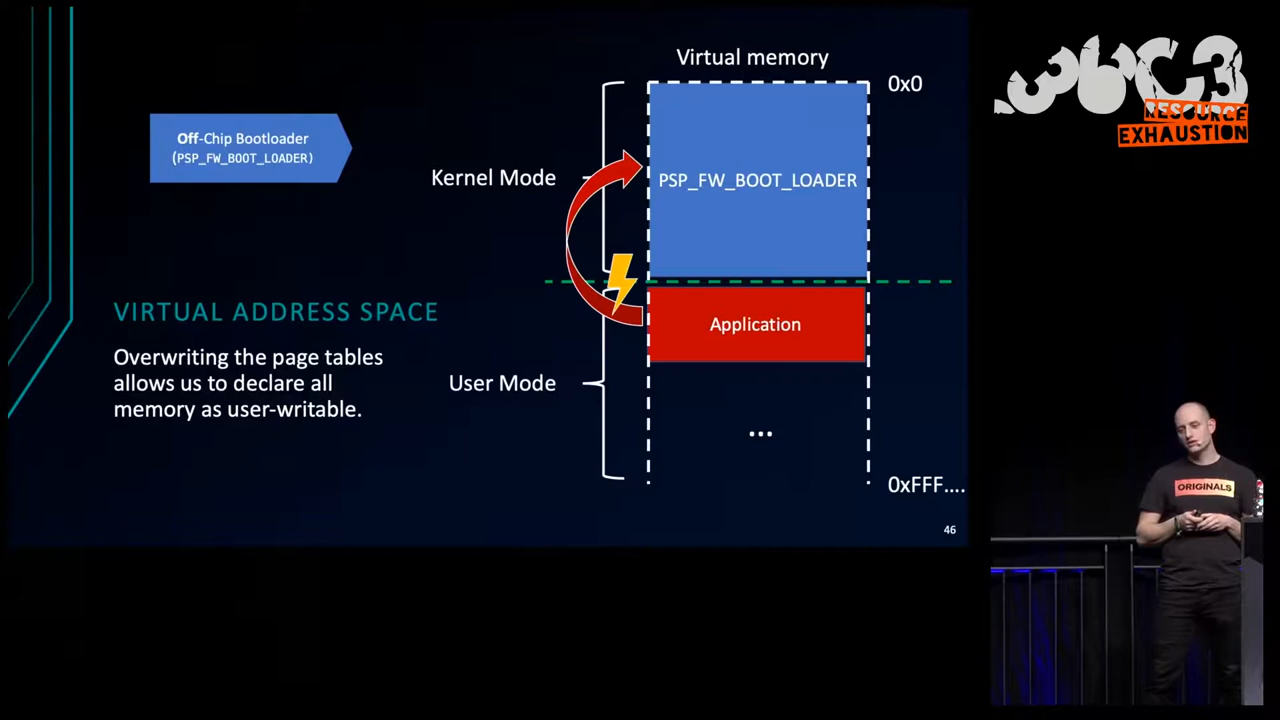 Virtual memory
0x0
Off-Chip Bootloader
(PSP_FW_BOOT_LOADER)
Kernel Mode
PSP_FW_BOOT_LOADER
VIRTUAL ADDRESS SPACE
Overwriting the page tables
allows us to declare all
memory as user-writable.
Application
User Mode
...
0xFFF....
46
36C3
RESOURCE
EXHAUSTION
ORIGINALS